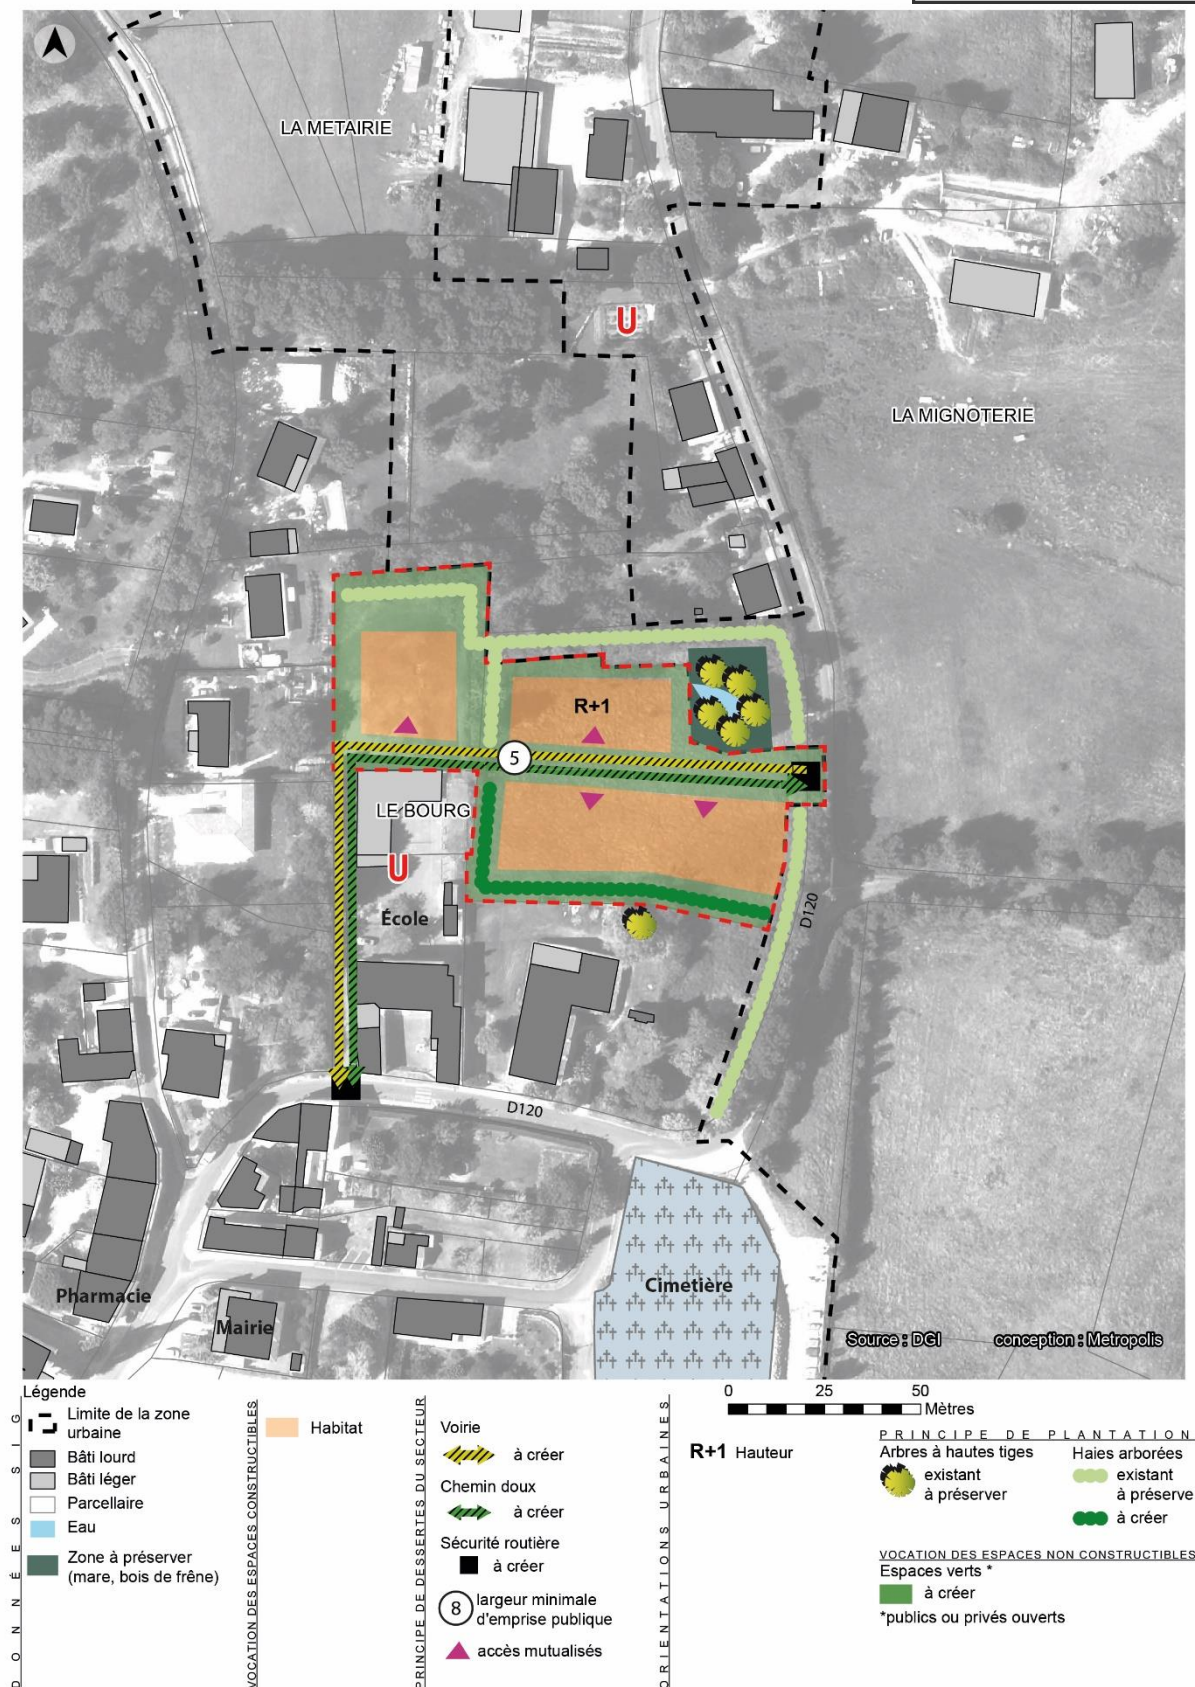 LA METAIRIE
U
LA MIGNOTERIE
R+1
5
LE BOURG
U
École
D120
D120
Cimetière
Pharmacie
Mairie
Source : DGI
conception : Metropolis
Légende
DONNÉES SIG
Limite de la zone
urbaine
Bâti lourd
Bâti léger
Parcellaire
Eau
Zone à préserver
(mare, bois de frêne)
VOCATION DES ESPACES CONSTRUCTIBLES
Habitat
PRINCIPE DE DESSERTES DU SECTEUR
Voirie
à créer
Chemin doux
à créer
Sécurité routière
à créer
8 largeur minimale
d'emprise publique
accès mutualisés
ORIENTATIONS URBAINES
0 25 50
Mètres
R+1 Hauteur
PRINCIPE DE PLANTATION
Arbres à hautes tiges
existant
à préserver
Haies arborées
existant
à préserve
à créer
VOCATION DES ESPACES NON CONSTRUCTIBLES
Espaces verts *
à créer
*publics ou privés ouverts